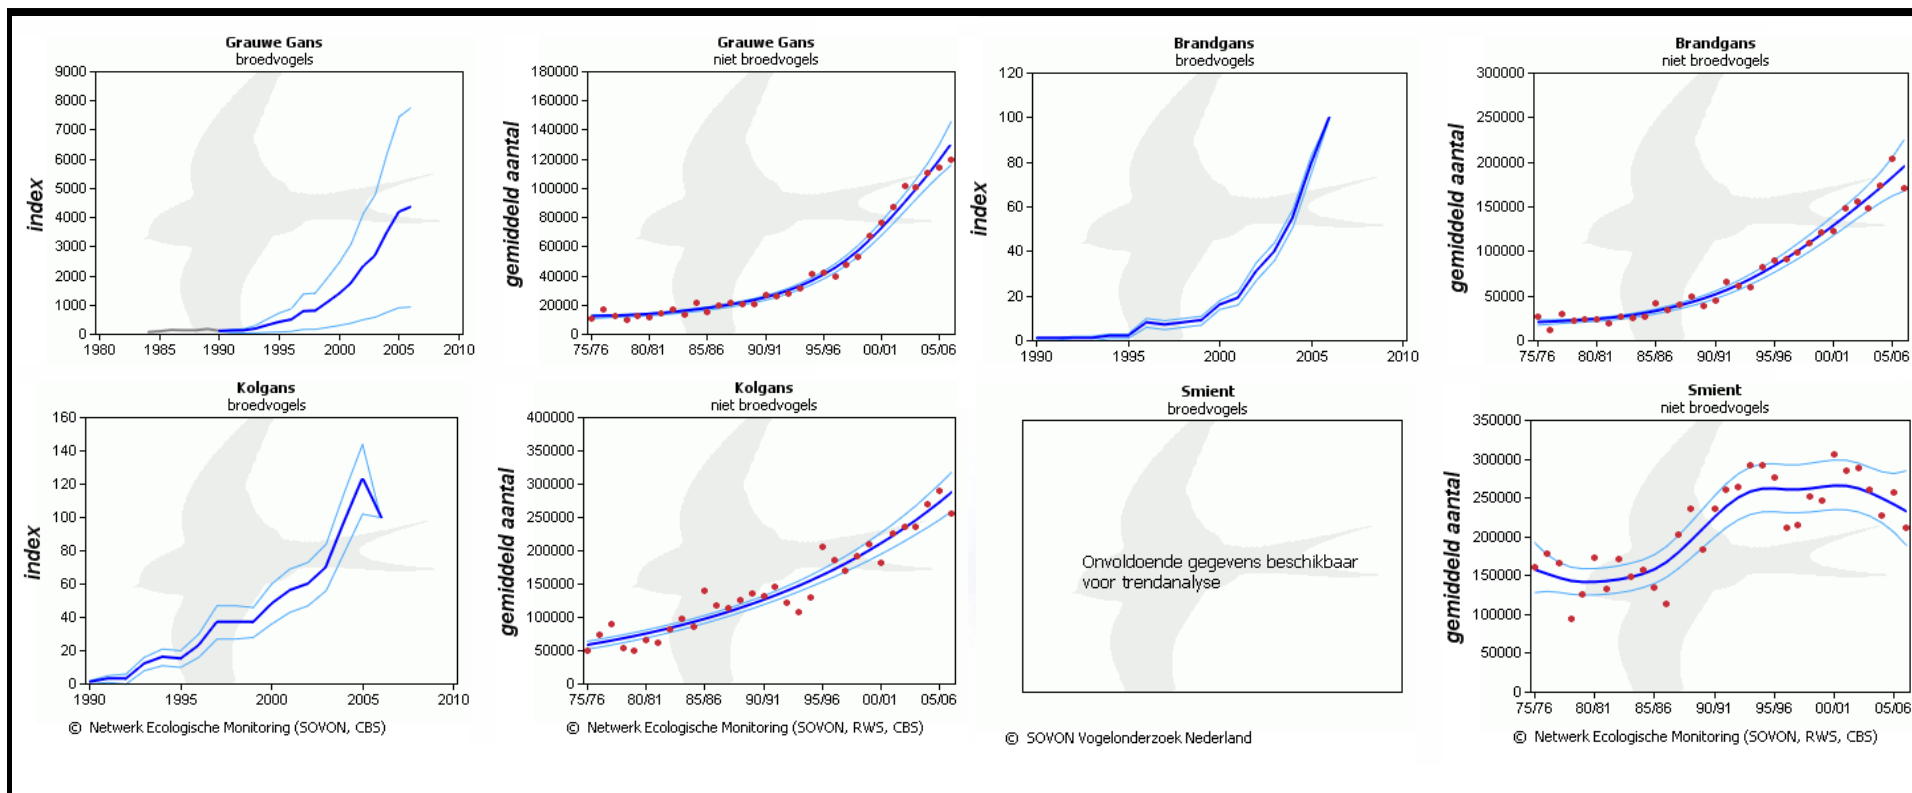 Grauwe Gans
broedvogels
index
9000
8000
7000
6000
5000
4000
3000
2000
1000
0
1980 1985 1990 1995 2000 2005 2010
Grauwe Gans
niet broedvogels
gemiddeld aantal
180000
160000
140000
120000
100000
80000
60000
40000
20000
0
75/76 80/81 85/86 90/91 95/96 00/01 05/06
Brandgans
broedvogels
index
120
100
80
60
40
20
0
1990 1995 2000 2005 2010
Brandgans
niet broedvogels
gemiddeld aantal
300000
250000
200000
150000
100000
50000
0
75/76 80/81 85/86 90/91 95/96 00/01 05/06
Kolgans
broedvogels
index
160
140
120
100
80
60
40
20
0
1990 1995 2000 2005 2010
© Netwerk Ecologische Monitoring (SOVON, CBS)
Kolgans
niet broedvogels
gemiddeld aantal
400000
350000
300000
250000
200000
150000
100000
50000
0
75/76 80/81 85/86 90/91 95/96 00/01 05/06
© Netwerk Ecologische Monitoring (SOVON, RWS, CBS)
Smient
broedvogels
Onvoldoende gegevens beschikbaar
voor trendanalyse
© SOVON Vogelonderzoek Nederland
Smient
niet broedvogels
gemiddeld aantal
350000
300000
250000
200000
150000
100000
50000
0
75/76 80/81 85/86 90/91 95/96 00/01 05/06
© Netwerk Ecologische Monitoring (SOVON, RWS, CBS)